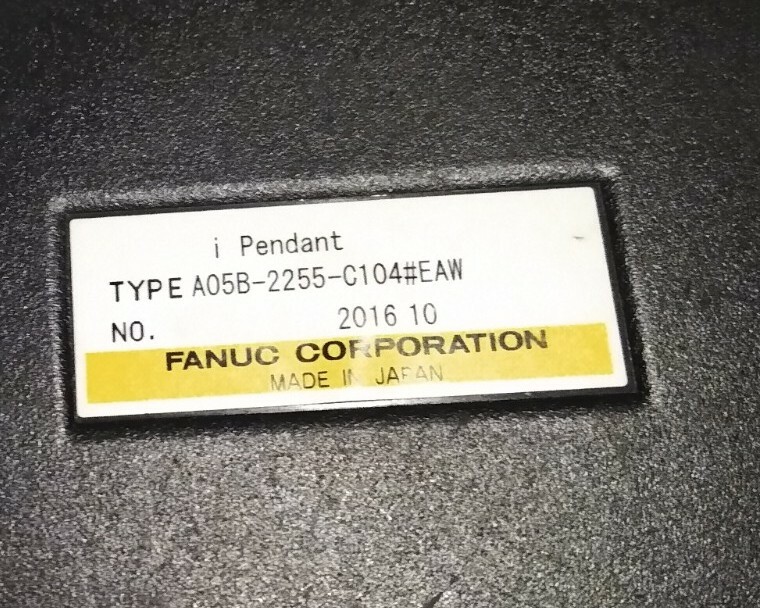 i Pendant
TYPE A05B-2255-C104#EAW
NO. 2016 10
FANUC CORPORATION
MADE IN JAPAN